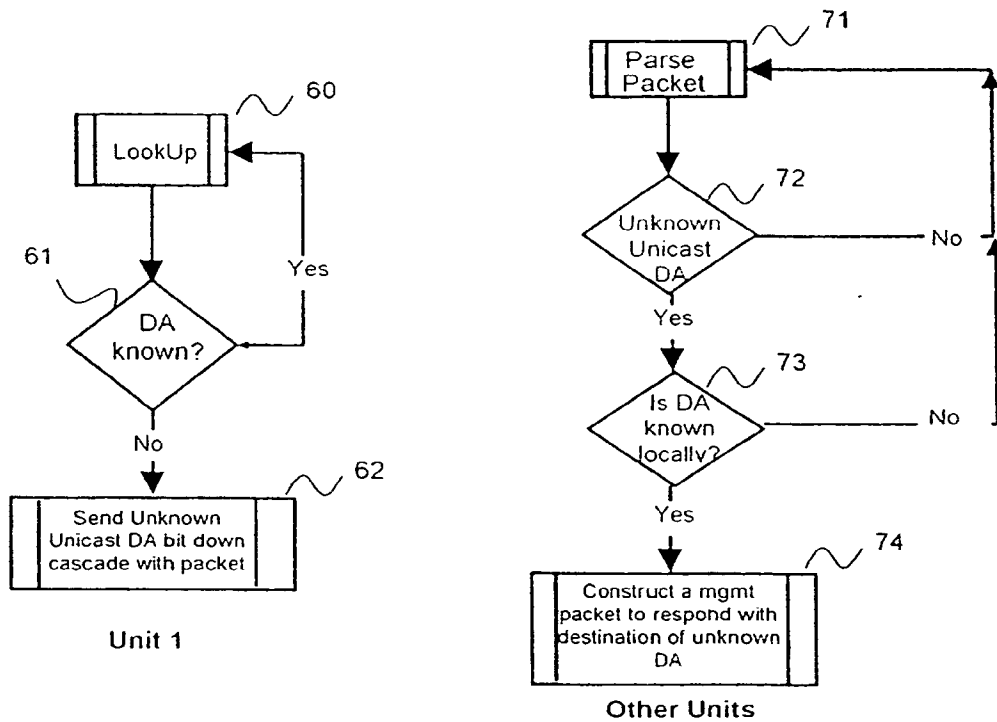 60
LookUp
61
Yes
DA
known?
No
62
Send Unknown
Unicast DA bit down
cascade with packet
Unit 1
71
Parse
Packet
72
Unknown
Unicast
DA
No
Yes
73
Is DA
known
locally?
No
Yes
74
Construct a mgmt
packet to respond with
destination of unknown
DA
Other Units